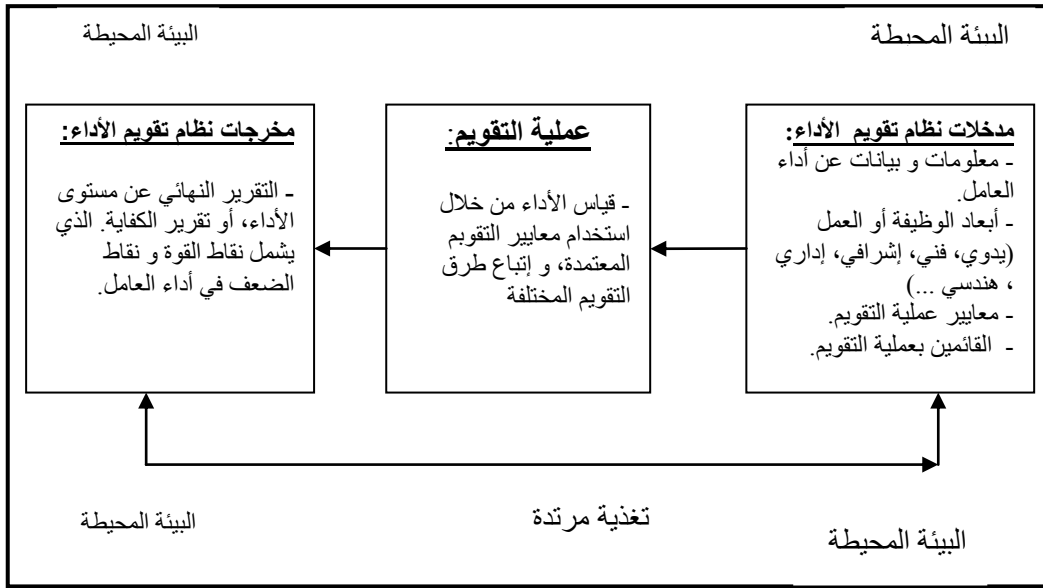 البيئة المحيطة
البيئة المحيطة
مدخلات نظام تقويم الأداء:
- معلومات و بيانات عن أداء
العامل.
- أبعاد الوظيفة أو العمل
(يدوي، فني، إشرافي، إداري
، هندسي ...)
- معايير عملية التقويم.
- القائمين بعملية التقويم.
عملية التقويم:
- قياس الأداء من خلال
استخدام معايير التقويم
المعتمدة، و إتباع طرق
التقويم المختلفة
مخرجات نظام تقويم الأداء:
- التقرير النهائي عن مستوى
الأداء، أو تقرير الكفاية. الذي
يشمل نقاط القوة و نقاط
الضعف في أداء العامل.
تغذية مرتدة
البيئة المحيطة
البيئة المحيطة